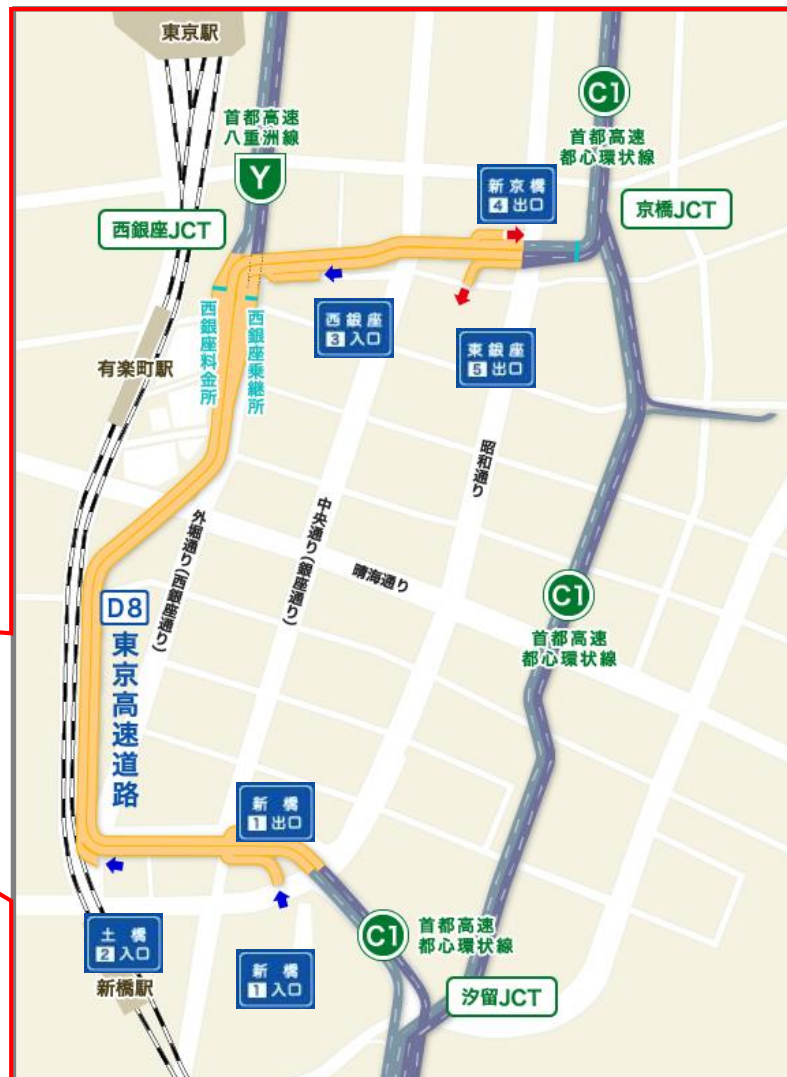 東京駅
首都高速
八重洲線
Y
C1
首都高速
都心環状線
新京橋
4 出口
京橋JCT
西銀座JCT
西銀座
3 入口
東銀座
5 出口
西銀座料金所
西銀座乗継所
有楽町駅
昭和通り
中央通り(銀座通り)
外堀通り(西銀座通り)
晴海通り
C1
首都高速
都心環状線
D8
東京高速道路
新橋
1 出口
土橋
2 入口
新橋駅
新橋
1 入口
C1
首都高速
都心環状線
汐留JCT